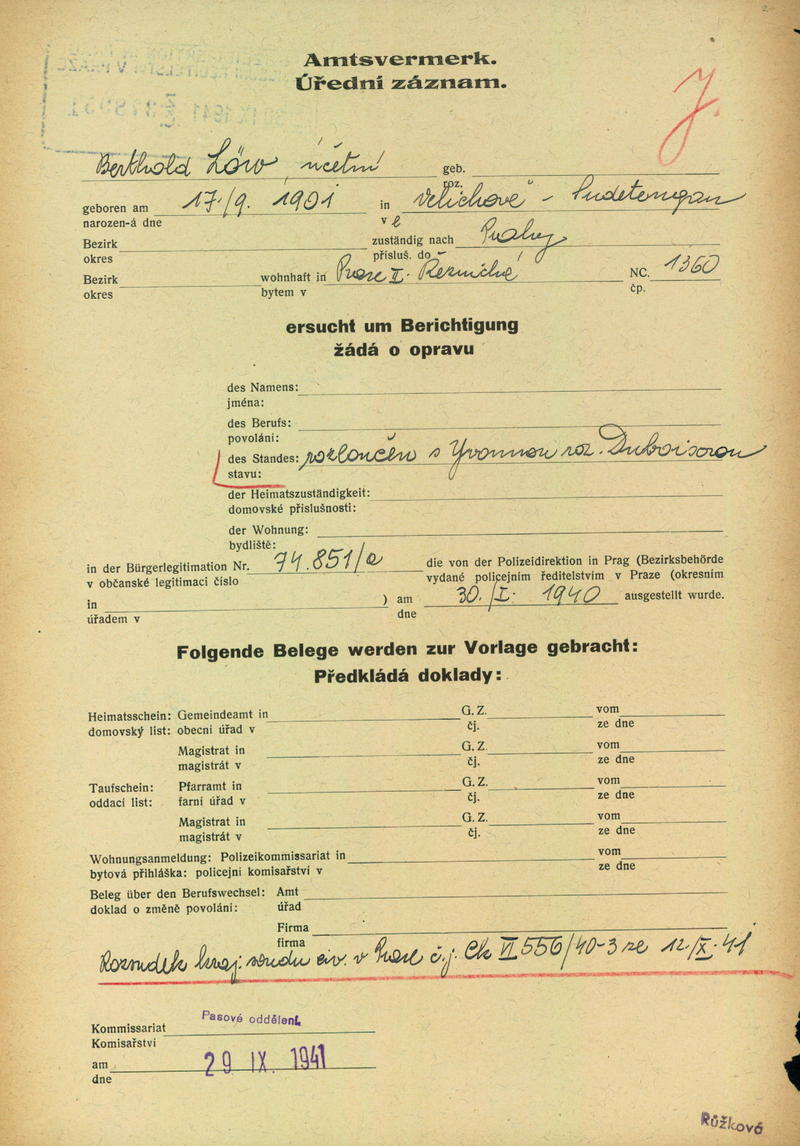 Amtsvermerk.
Úřední záznam.
J.
Berthold Löw, účetní geb.
roz.
geboren am 17./9. 1901 in Velichově - Sudetengau
narozen-á dne v
Bezirk zuständig nach Prahy
okres přísluš. do
Bezirk wohnhaft in Praze II. Řeznická NC. 1360
okres bytem v čp.
ersucht um Berichtigung
žádá o opravu
des Namens:
jména:
des Berufs:
povolání:
des Standes: rozloučen s Yvonnou roz. Duboisovou
stavu:
der Heimatszuständigkeit:
domovské příslušnosti:
der Wohnung:
bydliště:
in der Bürgerlegitimation Nr. 74.851/a die von der Polizeidirektion in Prag (Bezirksbehörde
v občanské legitimaci číslo vydané policejním ředitelstvím v Praze (okresním
in ) am 30./I. 1940 ausgestellt wurde.
úřadem v dne
Folgende Belege werden zur Vorlage gebracht:
Předkládá doklady:
Heimatsschein: Gemeindeamt in G. Z. vom
domovský list: obecní úřad v čj. ze dne
Magistrat in G. Z. vom
magistrát v čj. ze dne
Taufschein: Pfarramt in G. Z. vom
oddací list: farní úřad v čj. ze dne
Magistrat in G. Z. vom
magistrát v čj. ze dne
Wohnungsanmeldung: Polizeikommissariat in vom
bytová přihláška: policejní komisařství v ze dne
Beleg über den Berufswechsel: Amt
doklad o změně povolání: úřad
Firma
firma
Rozsudek kraj. soudu civ. v Praze č.j. Ck VI 556/40-3 ze 12/X. 41
Pasové oddělení
Kommissariat
Komisařství
am 29 IX. 1941
dne
Růžková